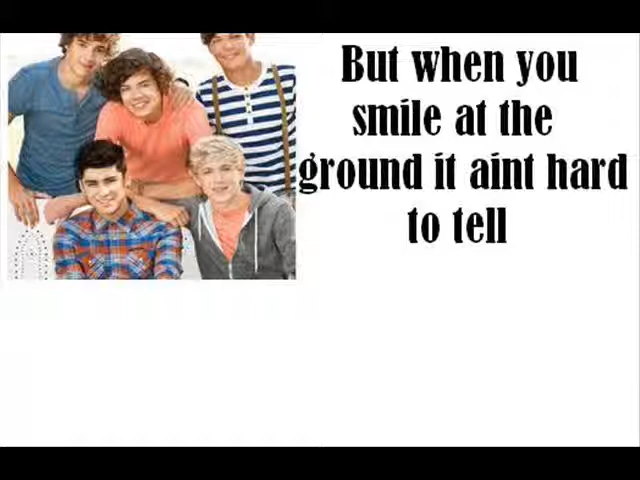 But when you
smile at the
ground it aint hard
to tell